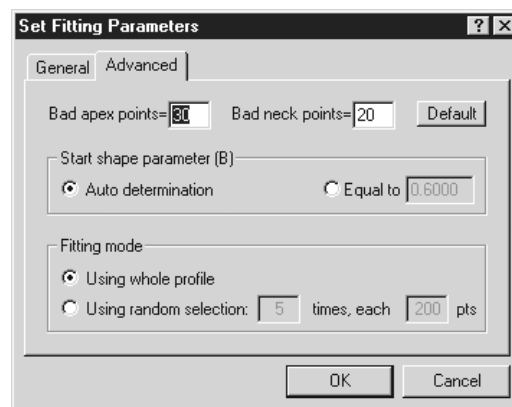 Set Fitting Parameters ? ×
General Advanced
Bad apex points= 30 Bad neck points= 20 Default
Start shape parameter (B)
Auto determination Equal to 0.6000
Fitting mode
Using whole profile
Using random selection: 5 times, each 200 pts
OK Cancel